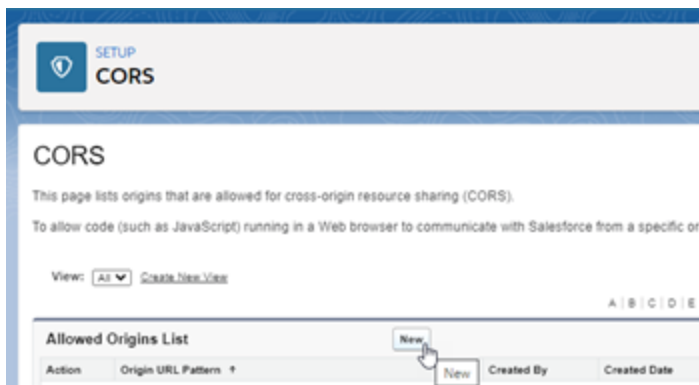 SETUP
CORS
CORS
This page lists origins that are allowed for cross-origin resource sharing (CORS).
To allow code (such as JavaScript) running in a Web browser to communicate with Salesforce from a specific or
View: All Create New View
A | B | C | D | E
Allowed Origins List New
New
Action Origin URL Pattern ↑ Created By Created Date